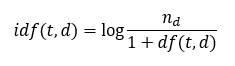 idf(t, d) = log n_d / (1 + df(t, d))